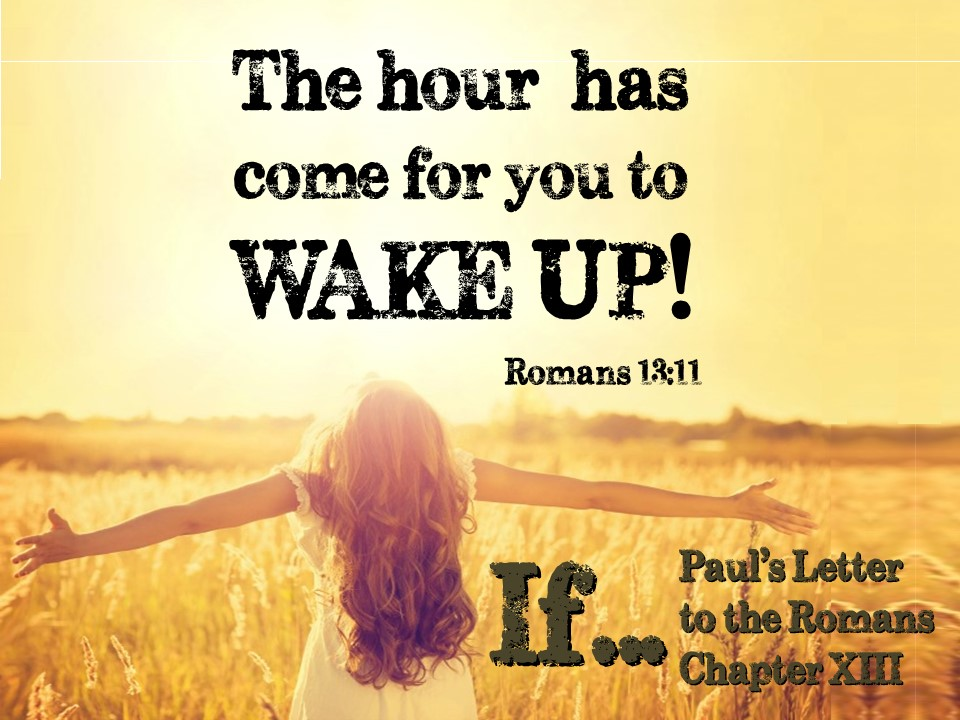 The hour has
come for you to
WAKE UP!
Romans 13:11
If...
Paul's Letter
to the Romans
Chapter XIII